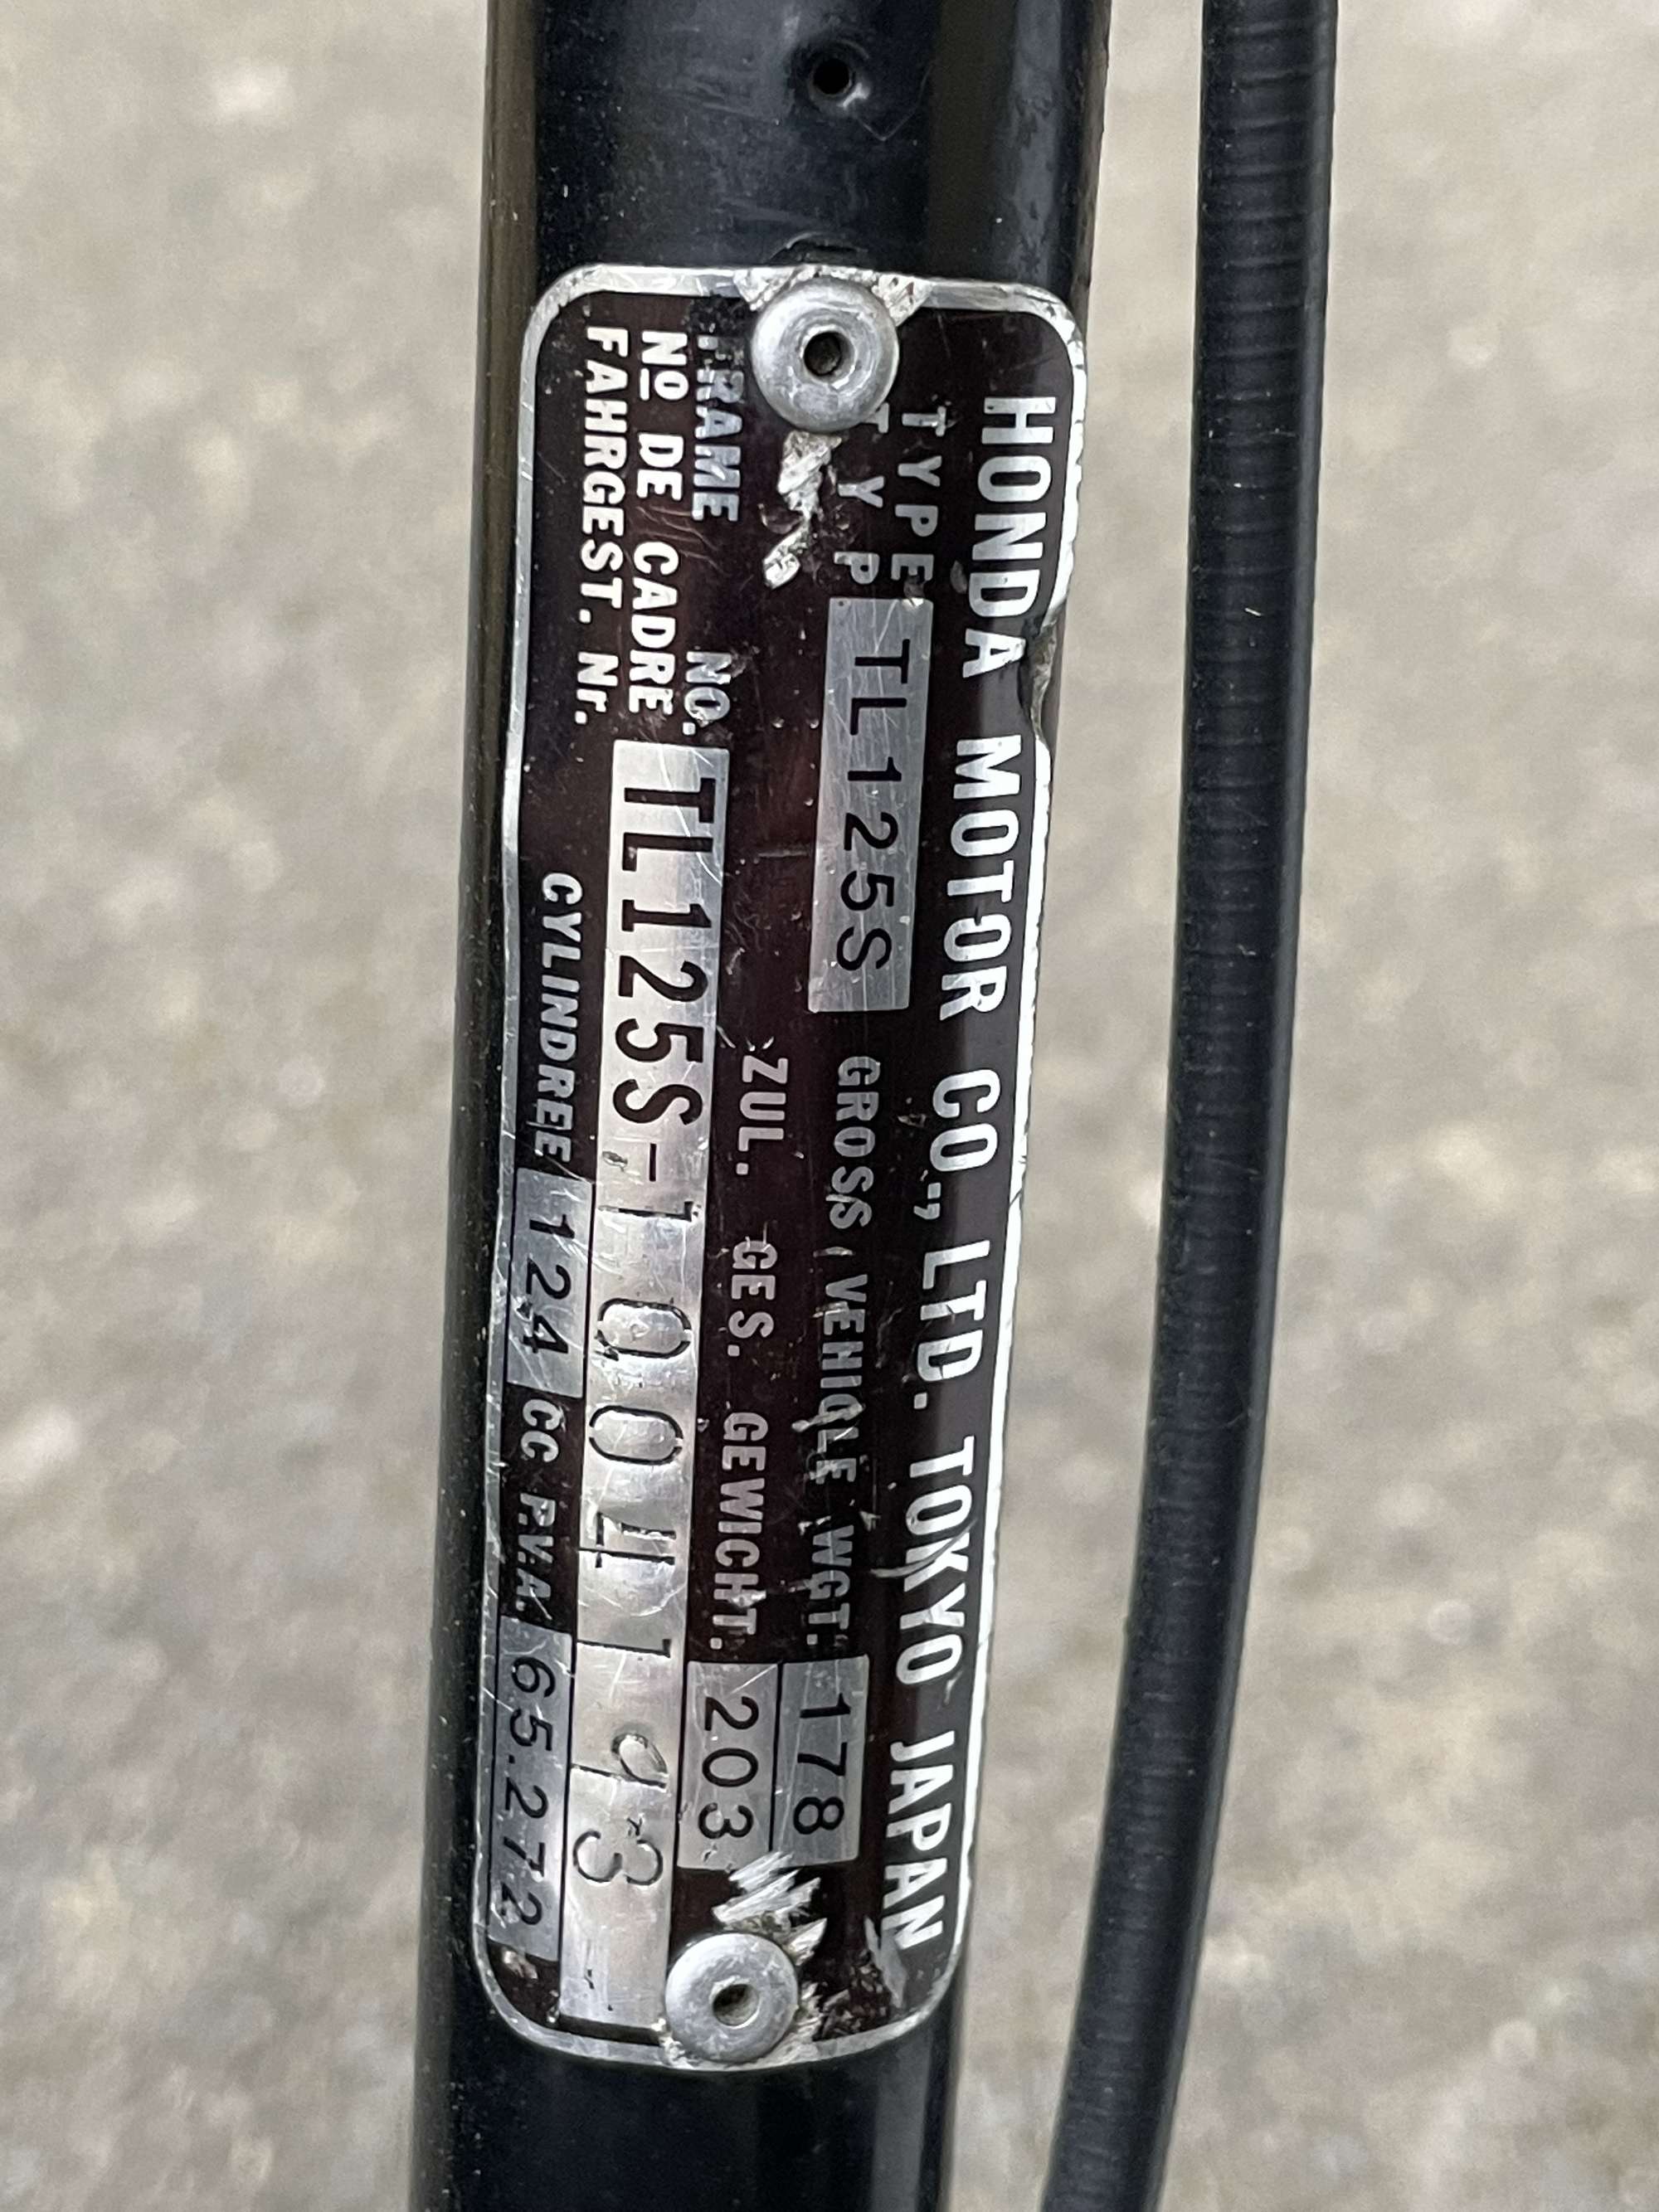 HONDA MOTOR CO., LTD. TOKYO JAPAN
TYPE GROSS VEHICLE WGT. 178
TYP TL125S
ZUL. GES. GEWICHT. 203
FRAME NO.
Nº DE CADRE TL125S-1004193
FAHRGEST. Nr.
CYLINDREE 124 CC P.V.A. 65.272